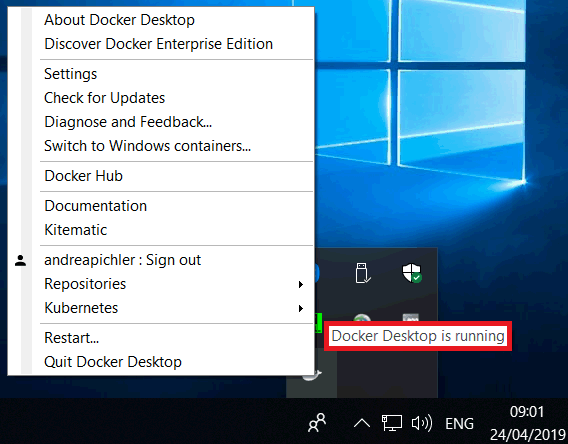 About Docker Desktop
Discover Docker Enterprise Edition
Settings
Check for Updates
Diagnose and Feedback...
Switch to Windows containers...
Docker Hub
Documentation
Kitematic
andreapichler : Sign out
Repositories
Kubernetes
Restart...
Quit Docker Desktop
Docker Desktop is running
ENG
09:01
24/04/2019